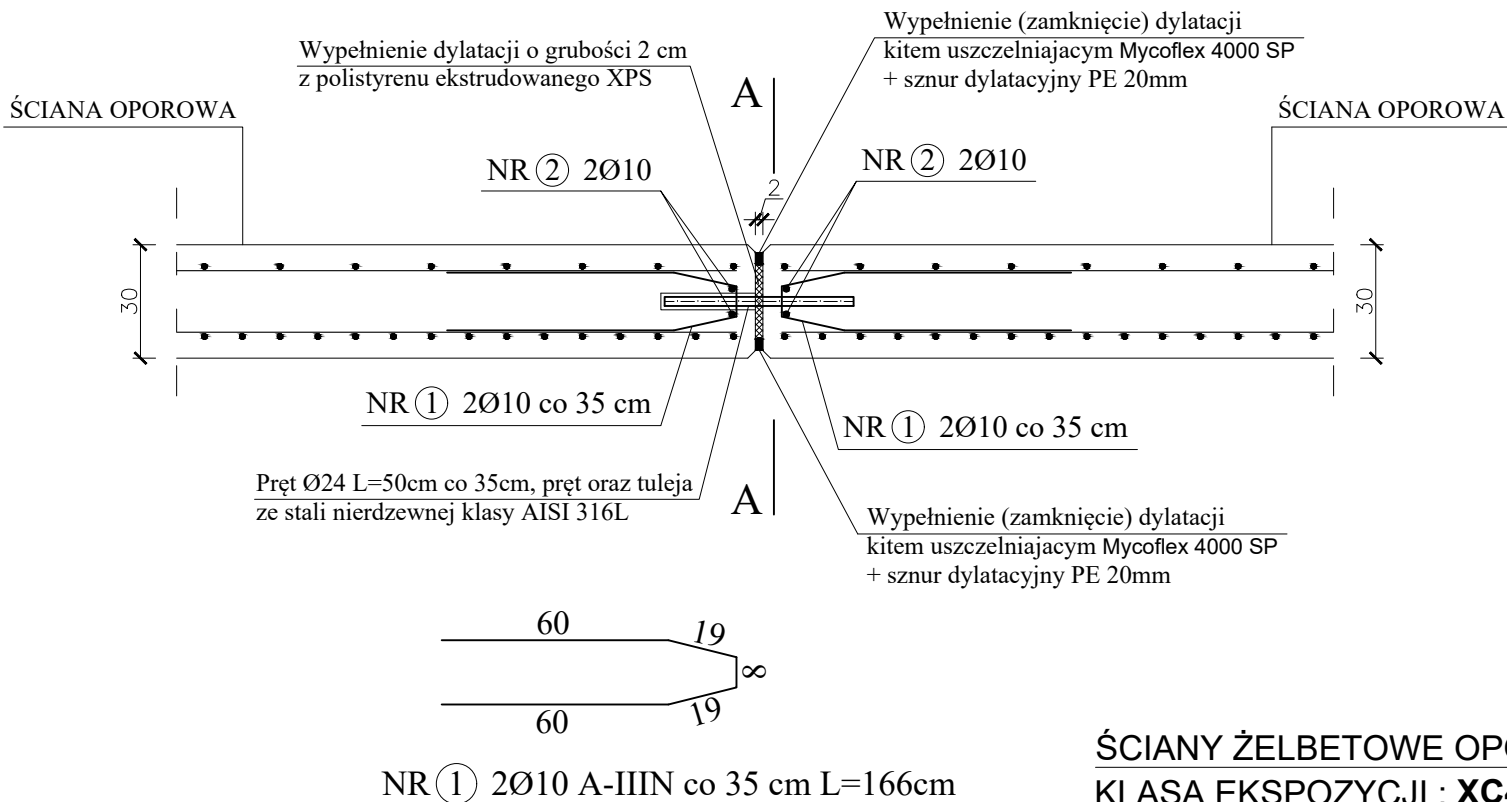 Wypełnienie (zamknięcie) dylatacji
kitem uszczelniajacym Mycoflex 4000 SP
+ sznur dylatacyjny PE 20mm
Wypełnienie dylatacji o grubości 2 cm
z polistyrenu ekstrudowanego XPS
A
ŚCIANA OPOROWA
ŚCIANA OPOROWA
NR 2 2Ø10
NR 2 2Ø10
2
30
30
NR 1 2Ø10 co 35 cm
NR 1 2Ø10 co 35 cm
Pręt Ø24 L=50cm co 35cm, pręt oraz tuleja
ze stali nierdzewnej klasy AISI 316L
A
Wypełnienie (zamknięcie) dylatacji
kitem uszczelniajacym Mycoflex 4000 SP
+ sznur dylatacyjny PE 20mm
60
19
8
60
19
NR 1 2Ø10 A-IIIN co 35 cm L=166cm
ŚCIANY ŻELBETOWE
KLASA EKSPOZYCJI :